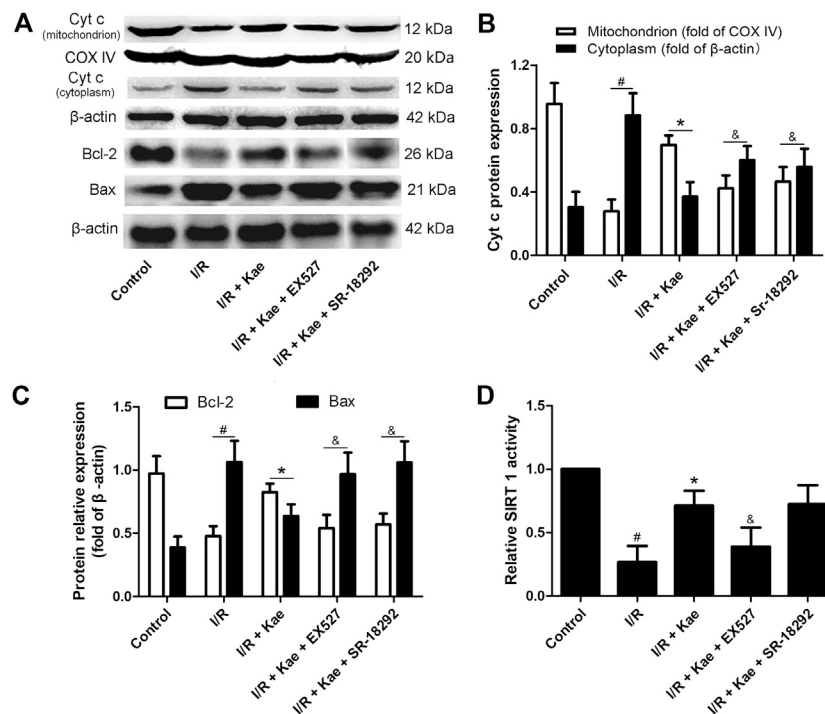 A
Cyt c
(mitochondrion)
12 kDa
COX IV
20 kDa
Cyt c
(cytoplasm)
12 kDa
β-actin
42 kDa
Bcl-2
26 kDa
Bax
21 kDa
β-actin
42 kDa
Control
I/R
I/R + Kae
I/R + Kae + EX527
I/R + Kae + SR-18292
B
Mitochondrion (fold of COX IV)
Cytoplasm (fold of β-actin)
Cyt c protein expression
1.2
0.8
0.4
0.0
#
*
&
&
Control
I/R
I/R + Kae
I/R + Kae + EX527
I/R + Kae + Sr-18292
C
Bcl-2
Bax
Protein relative expression
(fold of β -actin)
1.5
1.0
0.5
0.0
#
*
&
&
Control
I/R
I/R + Kae
I/R + Kae + EX527
I/R + Kae + SR-18292
D
Relative SIRT 1 activity
1.5
1.0
0.5
0.0
#
*
&
Control
I/R
I/R + Kae
I/R + Kae + EX527
I/R + Kae + SR-18292